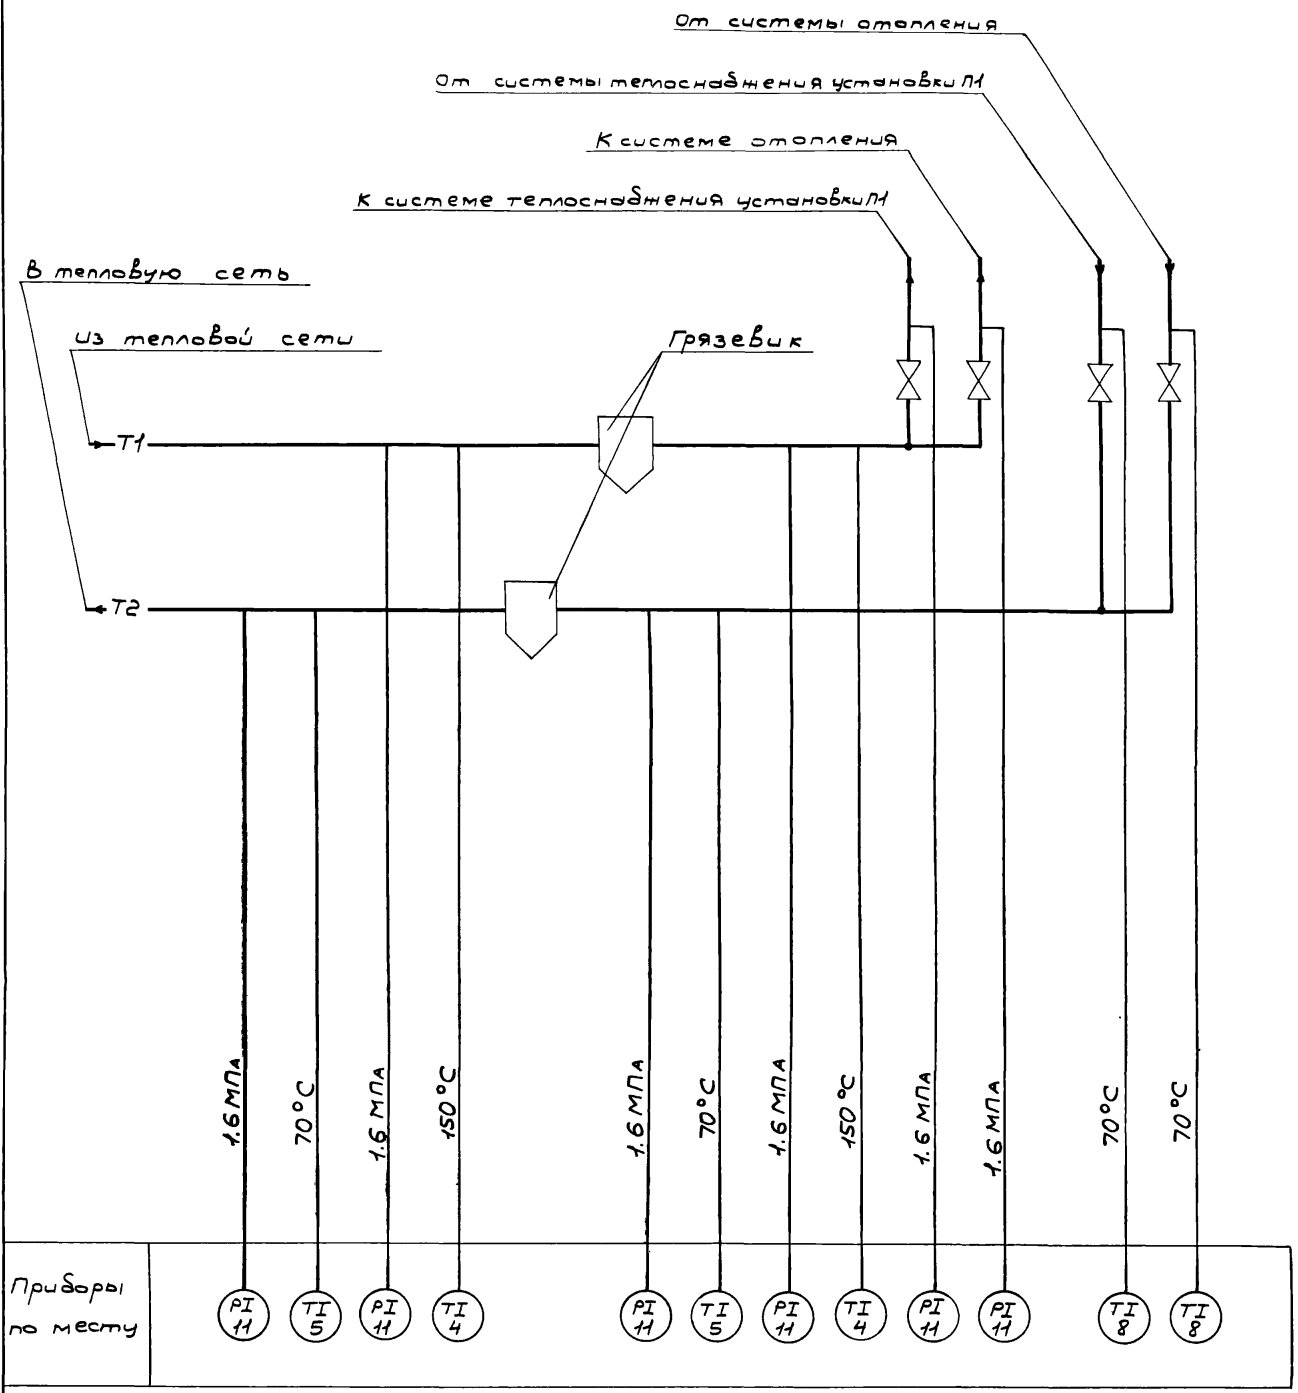 От системы отопления
От системы теплоснабжения установки П1
К системе отопления
К системе теплоснабжения установки П1
В тепловую сеть
Из тепловой сети
Грязевик
Т1
Т2
1.6 МПА
70°C
1.6 МПА
150°C
1.6 МПА
70°C
1.6 МПА
150°C
1.6 МПА
1.6 МПА
70°C
70°C
Приборы
по месту
PI
11
TI
5
PI
11
TI
4
PI
11
TI
5
PI
11
TI
4
PI
11
PI
11
TI
8
TI
8